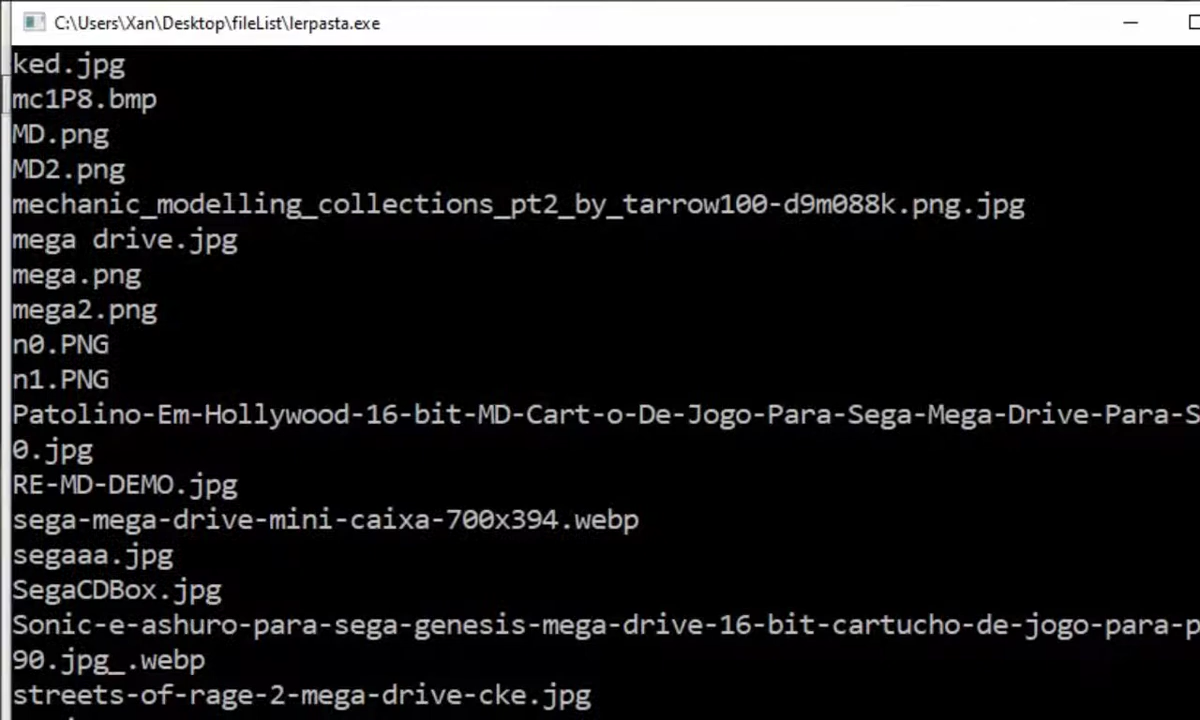 C:\Users\Xan\Desktop\fileList\lerpasta.exe
ked.jpg
mc1P8.bmp
MD.png
MD2.png
mechanic_modelling_collections_pt2_by_tarrow100-d9m088k.png.jpg
mega drive.jpg
mega.png
mega2.png
n0.PNG
n1.PNG
Patolino-Em-Hollywood-16-bit-MD-Cart-o-De-Jogo-Para-Sega-Mega-Drive-Para-S
0.jpg
RE-MD-DEMO.jpg
sega-mega-drive-mini-caixa-700x394.webp
segaaa.jpg
SegaCDBox.jpg
Sonic-e-ashuro-para-sega-genesis-mega-drive-16-bit-cartucho-de-jogo-para-p
90.jpg_.webp
streets-of-rage-2-mega-drive-cke.jpg